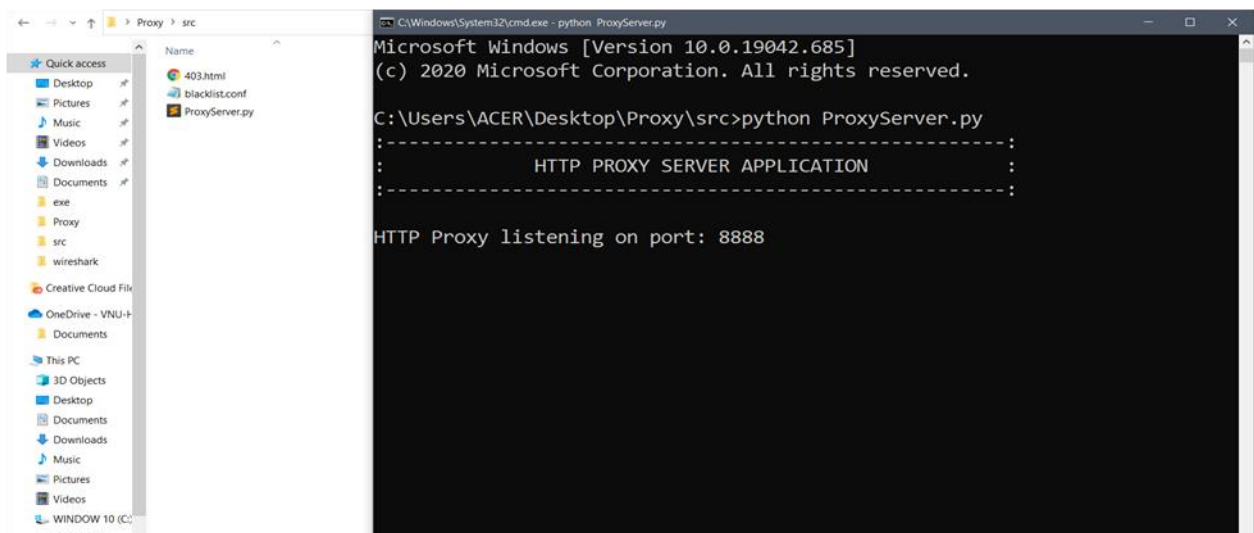 Proxy > src
Quick access
Desktop
Pictures
Music
Videos
Downloads
Documents
exe
Proxy
src
wireshark
Creative Cloud File
OneDrive - VNU-H
Documents
This PC
3D Objects
Desktop
Documents
Downloads
Music
Pictures
Videos
WINDOW 10 (C:)
Name
403.html
blacklist.conf
ProxyServer.py
C:\Windows\System32\cmd.exe - python ProxyServer.py
Microsoft Windows [Version 10.0.19042.685]
(c) 2020 Microsoft Corporation. All rights reserved.
C:\Users\ACER\Desktop\Proxy\src>python ProxyServer.py
:------------------------------------------------------:
: HTTP PROXY SERVER APPLICATION :
:------------------------------------------------------:
HTTP Proxy listening on port: 8888